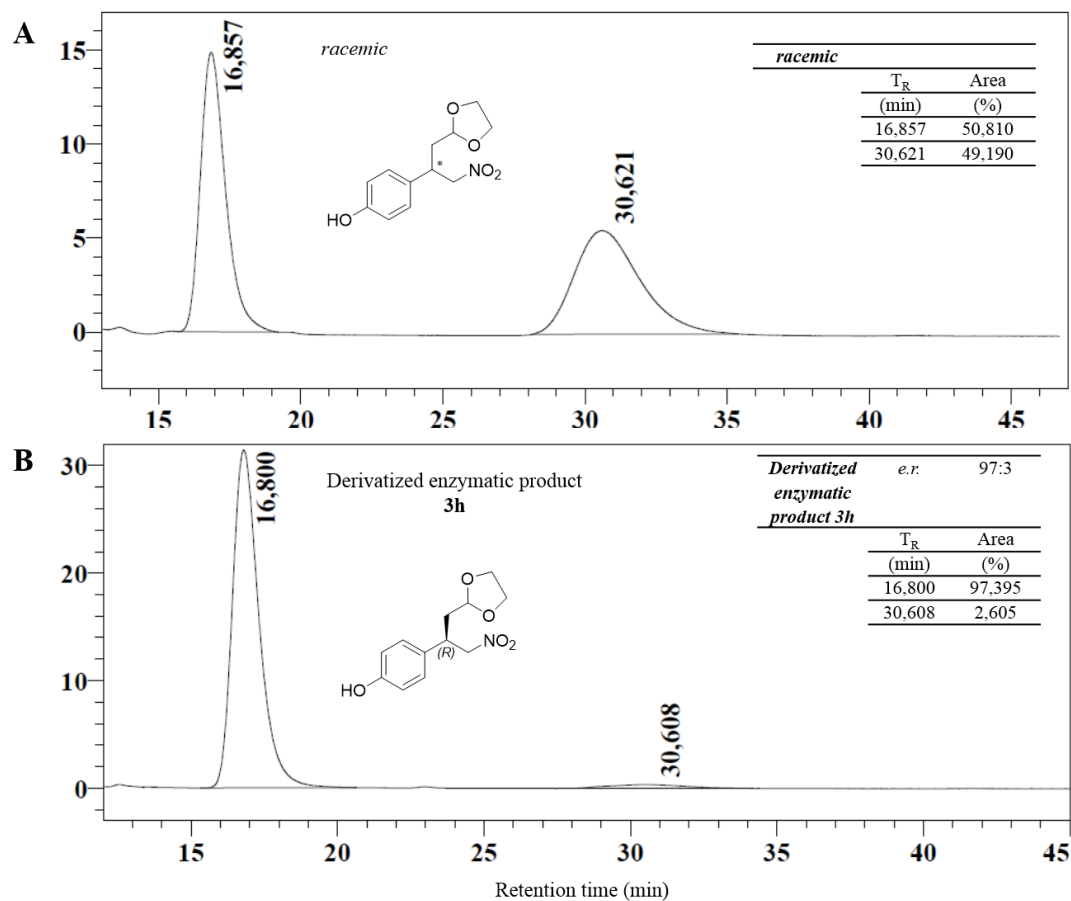 A
racemic
16,857
30,621
15
10
5
0
O
O
*
NO2
HO
racemic
TR Area
(min) (%)
16,857 50,810
30,621 49,190
15 20 25 30 35 40 45
B
Derivatized enzymatic product
3h
16,800
30,608
30
20
10
0
O
O
(R)
NO2
HO
Derivatized e.r. 97:3
enzymatic
product 3h
TR Area
(min) (%)
16,800 97,395
30,608 2,605
15 20 25 30 35 40 45
Retention time (min)